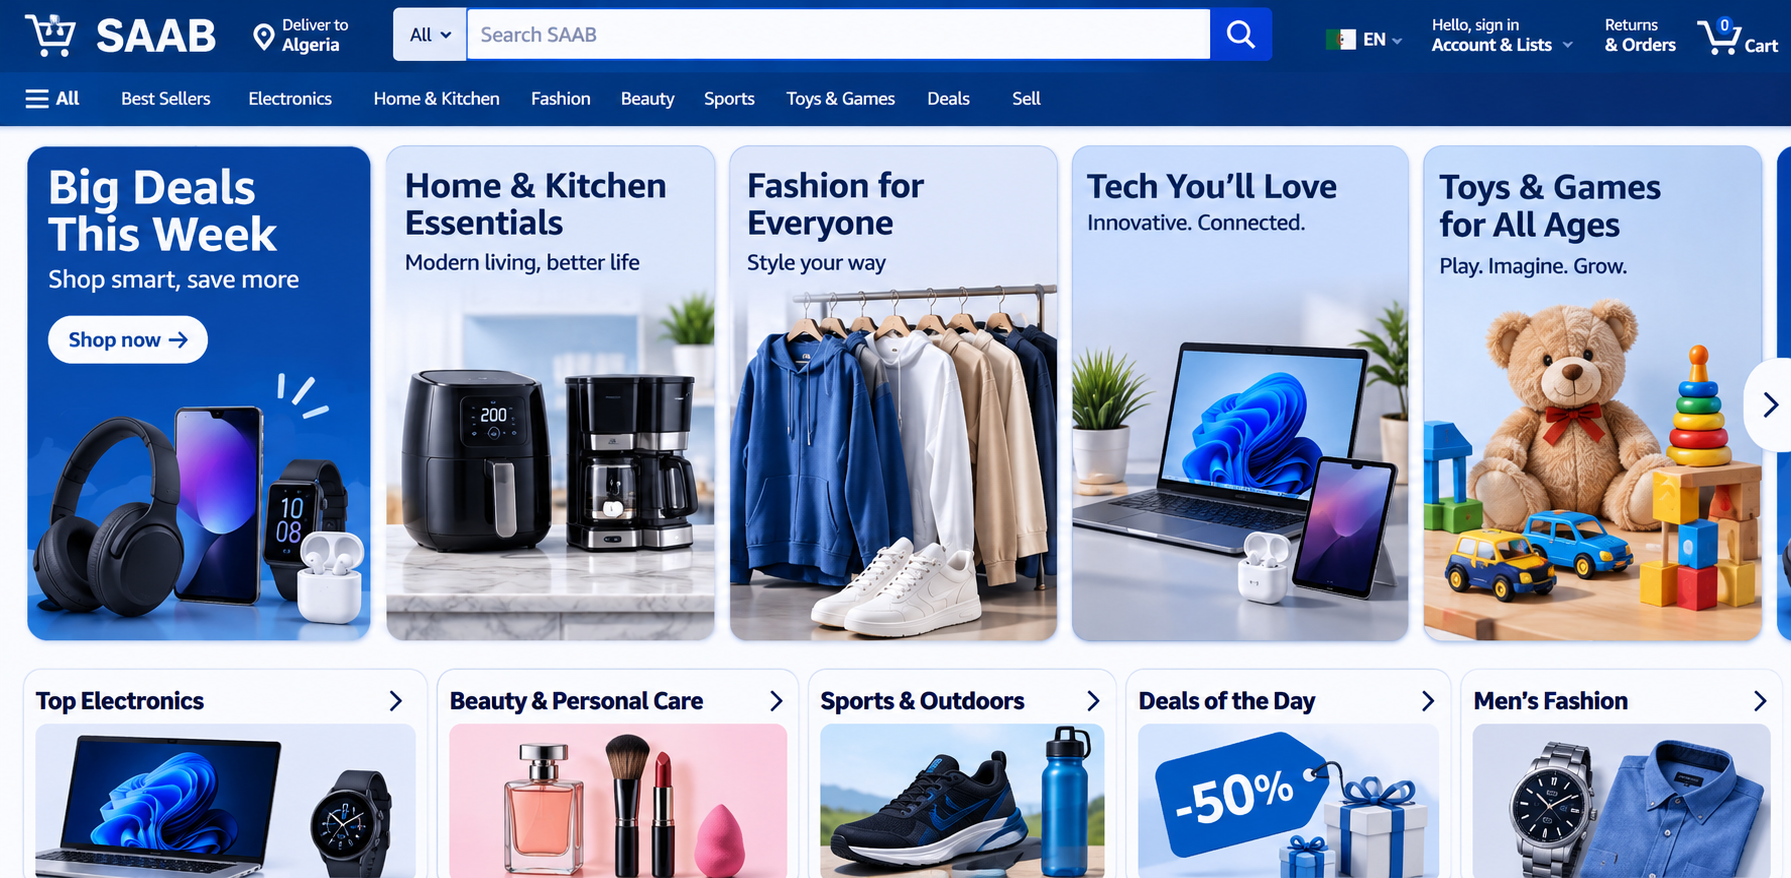 SAAB
Deliver to
Algeria
All
Search SAAB
EN
Hello, sign in
Account & Lists
Returns
& Orders
0
Cart
All
Best Sellers
Electronics
Home & Kitchen
Fashion
Beauty
Sports
Toys & Games
Deals
Sell
Big Deals
This Week
Shop smart, save more
Shop now →
10
08
Home & Kitchen
Essentials
Modern living, better life
200
Fashion for
Everyone
Style your way
Tech You’ll Love
Innovative. Connected.
Toys & Games
for All Ages
Play. Imagine. Grow.
Top Electronics
Beauty & Personal Care
Sports & Outdoors
Deals of the Day
-50%
Men’s Fashion